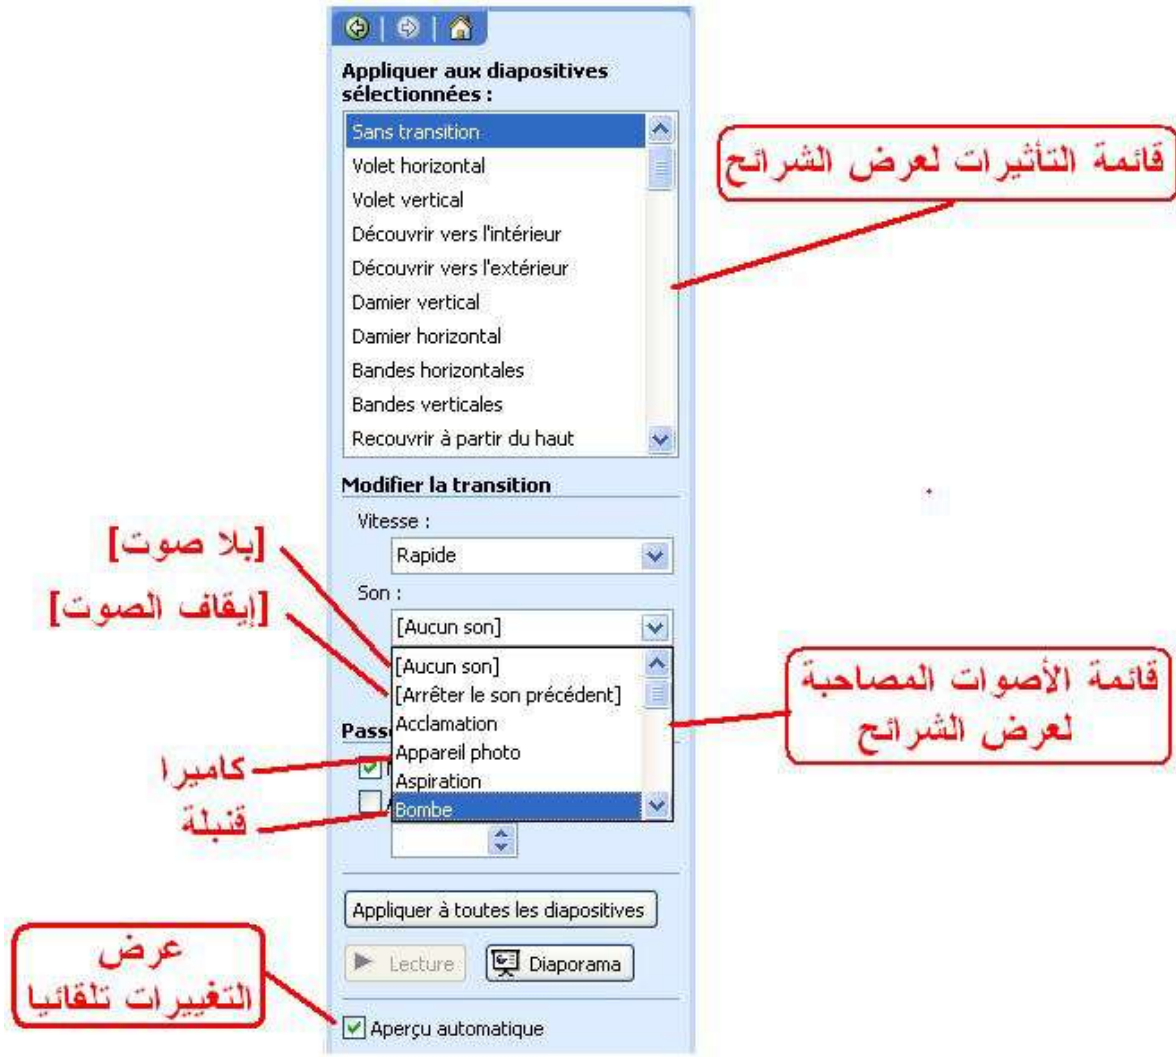 Appliquer aux diapositives
sélectionnées :
Sans transition
Volet horizontal
Volet vertical
Découvrir vers l'intérieur
Découvrir vers l'extérieur
Damier vertical
Damier horizontal
Bandes horizontales
Bandes verticales
Recouvrir à partir du haut
قائمة التأثيرات لعرض الشرائح
Modifier la transition
Vitesse :
Rapide
Son :
[Aucun son]
[Aucun son]
[Arrêter le son précédent]
Acclamation
Appareil photo
Aspiration
Bombe
[بلا صوت]
[إيقاف الصوت]
كاميرا
قنبلة
قائمة الأصوات المصاحبة
لعرض الشرائح
Appliquer à toutes les diapositives
Lecture
Diaporama
عرض
التغييرات تلقائيا
Aperçu automatique